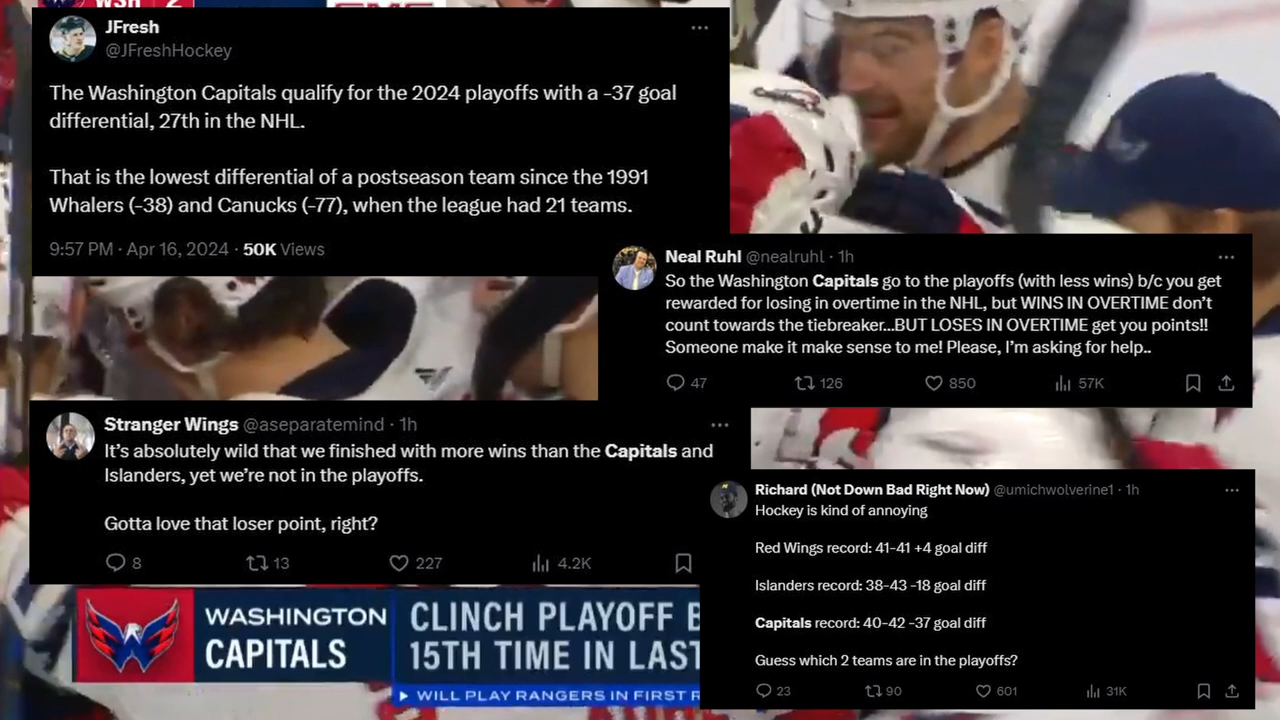 WSH 2
JFresh
@JFreshHockey
The Washington Capitals qualify for the 2024 playoffs with a -37 goal
differential, 27th in the NHL.
That is the lowest differential of a postseason team since the 1991
Whalers (-38) and Canucks (-77), when the league had 21 teams.
9:57 PM · Apr 16, 2024 · 50K Views
Neal Ruhl @nealruhl · 1h
So the Washington Capitals go to the playoffs (with less wins) b/c you get
rewarded for losing in overtime in the NHL, but WINS IN OVERTIME don't
count towards the tiebreaker...BUT LOSES IN OVERTIME get you points!!
Someone make it make sense to me! Please, I'm asking for help..
47 126 850 57K
Stranger Wings @aseparatemind · 1h
It's absolutely wild that we finished with more wins than the Capitals and
Islanders, yet we're not in the playoffs.
Gotta love that loser point, right?
8 13 227 4.2K
Richard (Not Down Bad Right Now) @umichwolverine1 · 1h
Hockey is kind of annoying
Red Wings record: 41-41 +4 goal diff
Islanders record: 38-43 -18 goal diff
Capitals record: 40-42 -37 goal diff
Guess which 2 teams are in the playoffs?
23 90 601 31K
WASHINGTON
CAPITALS
CLINCH PLAYOFF B
15TH TIME IN LAST
WILL PLAY RANGERS IN FIRST R